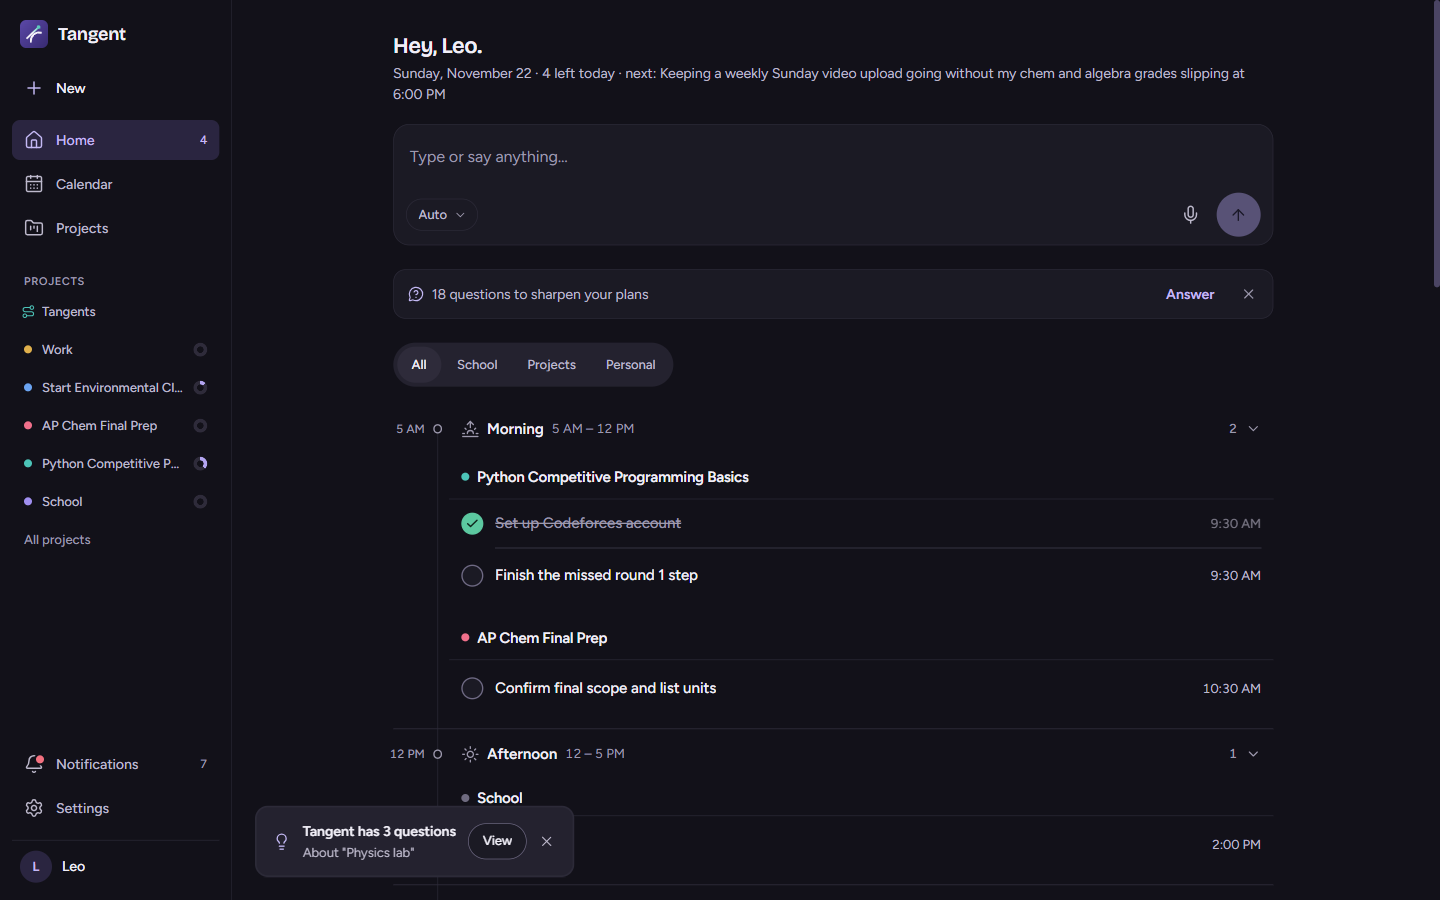 Tangent
New
Home 4
Calendar
Projects
PROJECTS
Tangents
Work
Start Environmental Cl...
AP Chem Final Prep
Python Competitive P...
School
All projects
Notifications 7
Settings
L Leo
Hey, Leo.
Sunday, November 22 · 4 left today · next: Keeping a weekly Sunday video upload going without my chem and algebra grades slipping at
6:00 PM
Type or say anything...
Auto
18 questions to sharpen your plans Answer
All School Projects Personal
5 AM Morning 5 AM – 12 PM 2
Python Competitive Programming Basics
Set up Codeforces account 9:30 AM
Finish the missed round 1 step 9:30 AM
AP Chem Final Prep
Confirm final scope and list units 10:30 AM
12 PM Afternoon 12 – 5 PM 1
School
2:00 PM
Tangent has 3 questions
About "Physics lab"
View